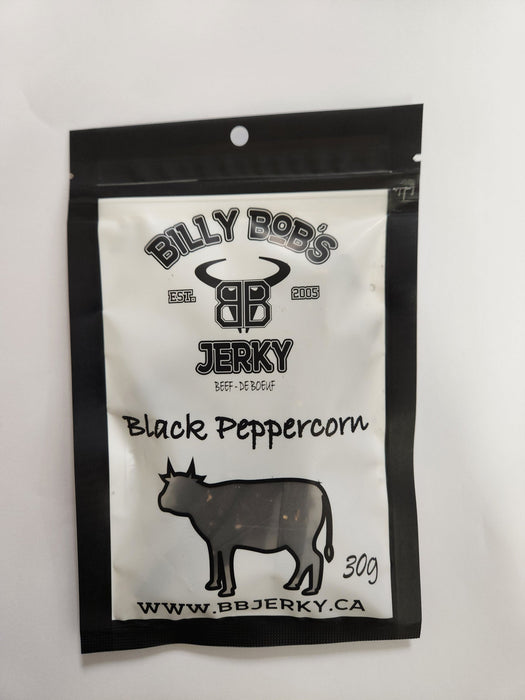 BILLY BOB'S
EST. BB 2005
JERKY
BEEF - DE BOEUF
Black Peppercorn
30g
WWW.BBJERKY.CA